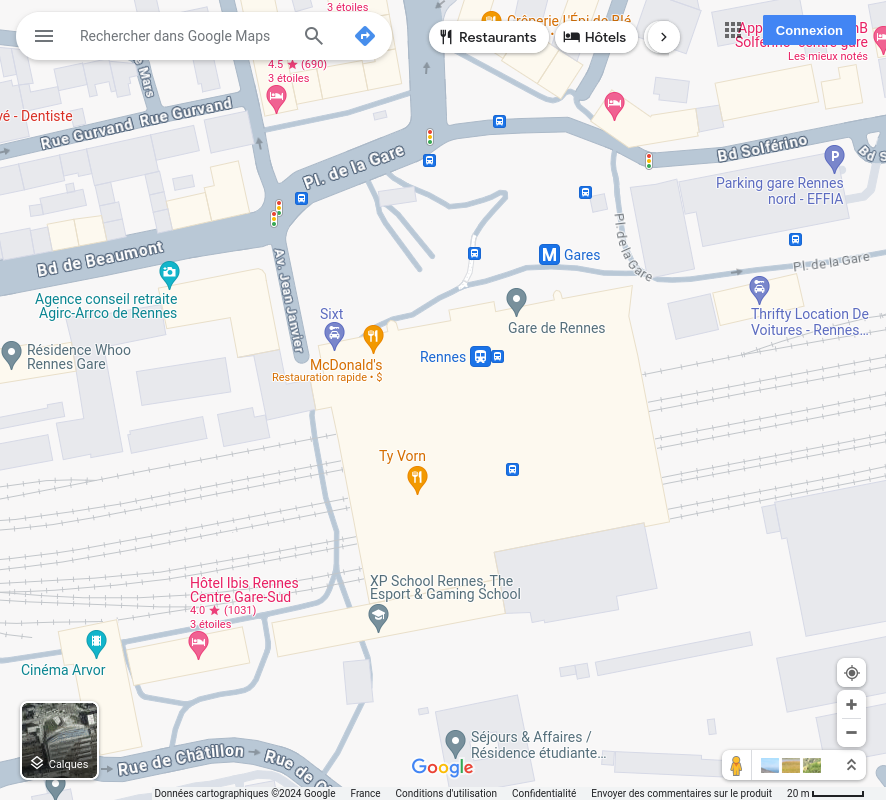 3 étoiles
Crêperie L'Épi de Blé
Rechercher dans Google Maps
Restaurants
Hôtels
Connexion
Solférino centre gare
Les mieux notés
4.5 ★ (690)
3 étoiles
Mars
vé - Dentiste
Rue Gurvand
Rue Gurvand
Pl. de la Gare
Bd Solférino
Bd S
P
Parking gare Rennes
nord - EFFIA
Pl. de la Gare
Bd de Beaumont
Av. Jean Janvier
M Gares
Pl. de la Gare
Agence conseil retraite
Agirc-Arrco de Rennes
Sixt
Gare de Rennes
Thrifty Location De
Voitures - Rennes…
Résidence Whoo
Rennes Gare
Rennes
McDonald's
Restauration rapide • $
Ty Vorn
Hôtel Ibis Rennes
Centre Gare-Sud
4.0 ★ (1031)
3 étoiles
XP School Rennes, The
Esport & Gaming School
Cinéma Arvor
Séjours & Affaires /
Résidence étudiante…
Rue de Châtillon
Rue de
Calques
Google
Données cartographiques ©2024 Google
France
Conditions d'utilisation
Confidentialité
Envoyer des commentaires sur le produit
20 m